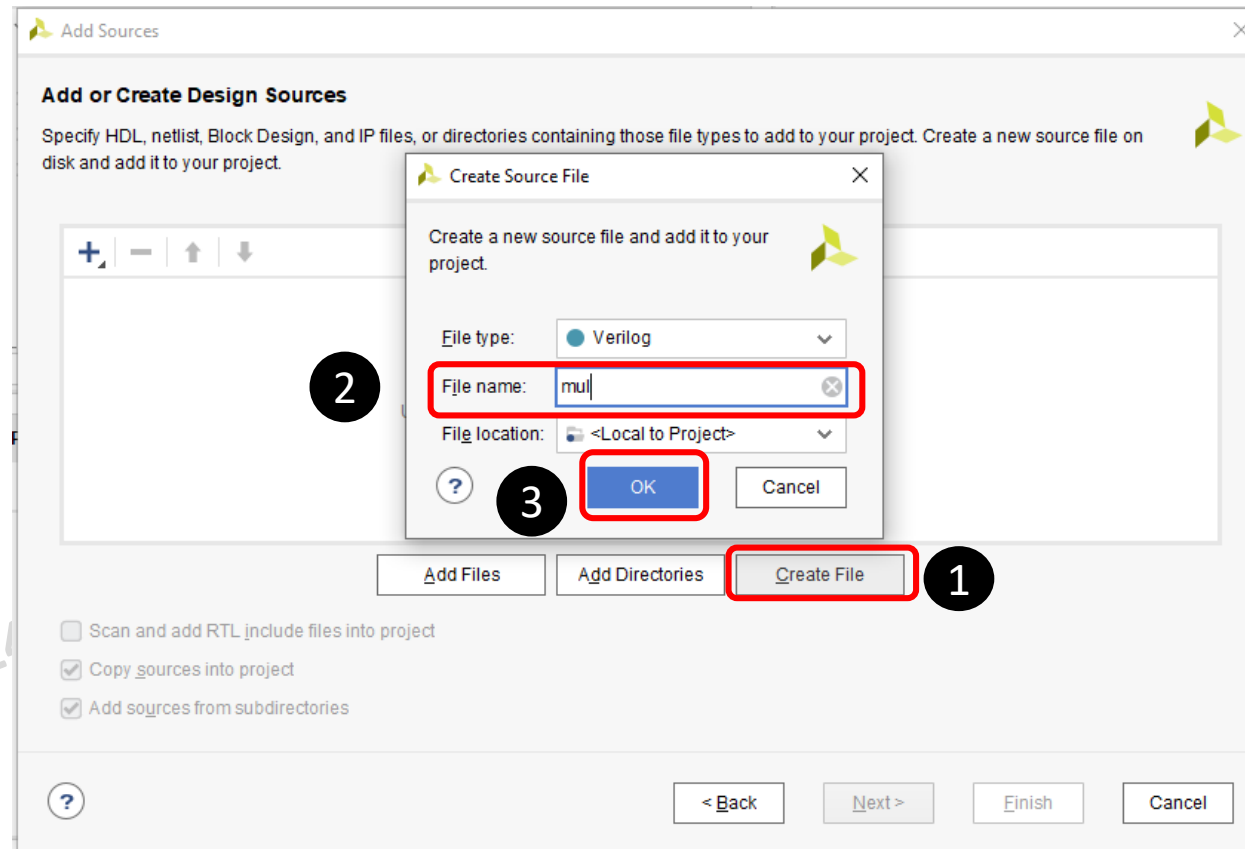 Add Sources
Add or Create Design Sources
Specify HDL, netlist, Block Design, and IP files, or directories containing those file types to add to your project. Create a new source file on
disk and add it to your project.
Create Source File
Create a new source file and add it to your
project.
File type:
Verilog
2
File name:
mul
File location:
<Local to Project>
?
3
OK
Cancel
Add Files
Add Directories
Create File
1
Scan and add RTL include files into project
Copy sources into project
Add sources from subdirectories
?
< Back
Next >
Finish
Cancel